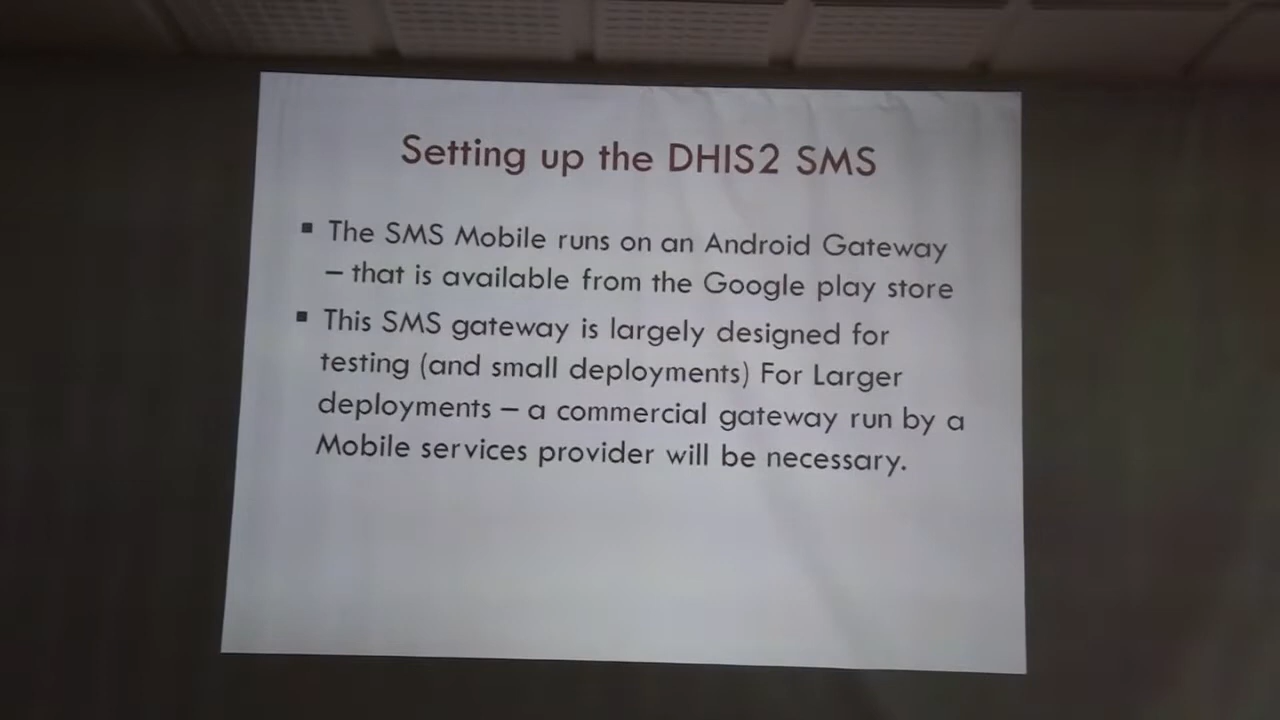 Setting up the DHIS2 SMS
▪ The SMS Mobile runs on an Android Gateway
– that is available from the Google play store
▪ This SMS gateway is largely designed for
testing (and small deployments) For Larger
deployments – a commercial gateway run by a
Mobile services provider will be necessary.